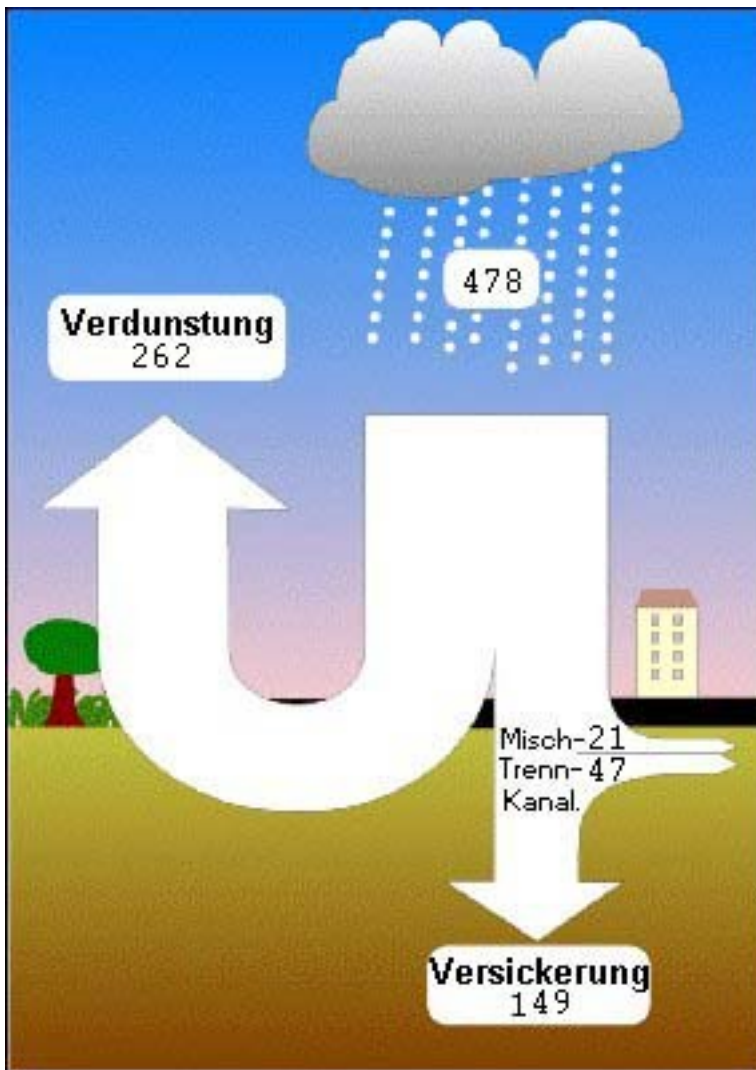 478
Verdunstung
262
Misch-21
Trenn-47
Kanal.
Versickerung
149